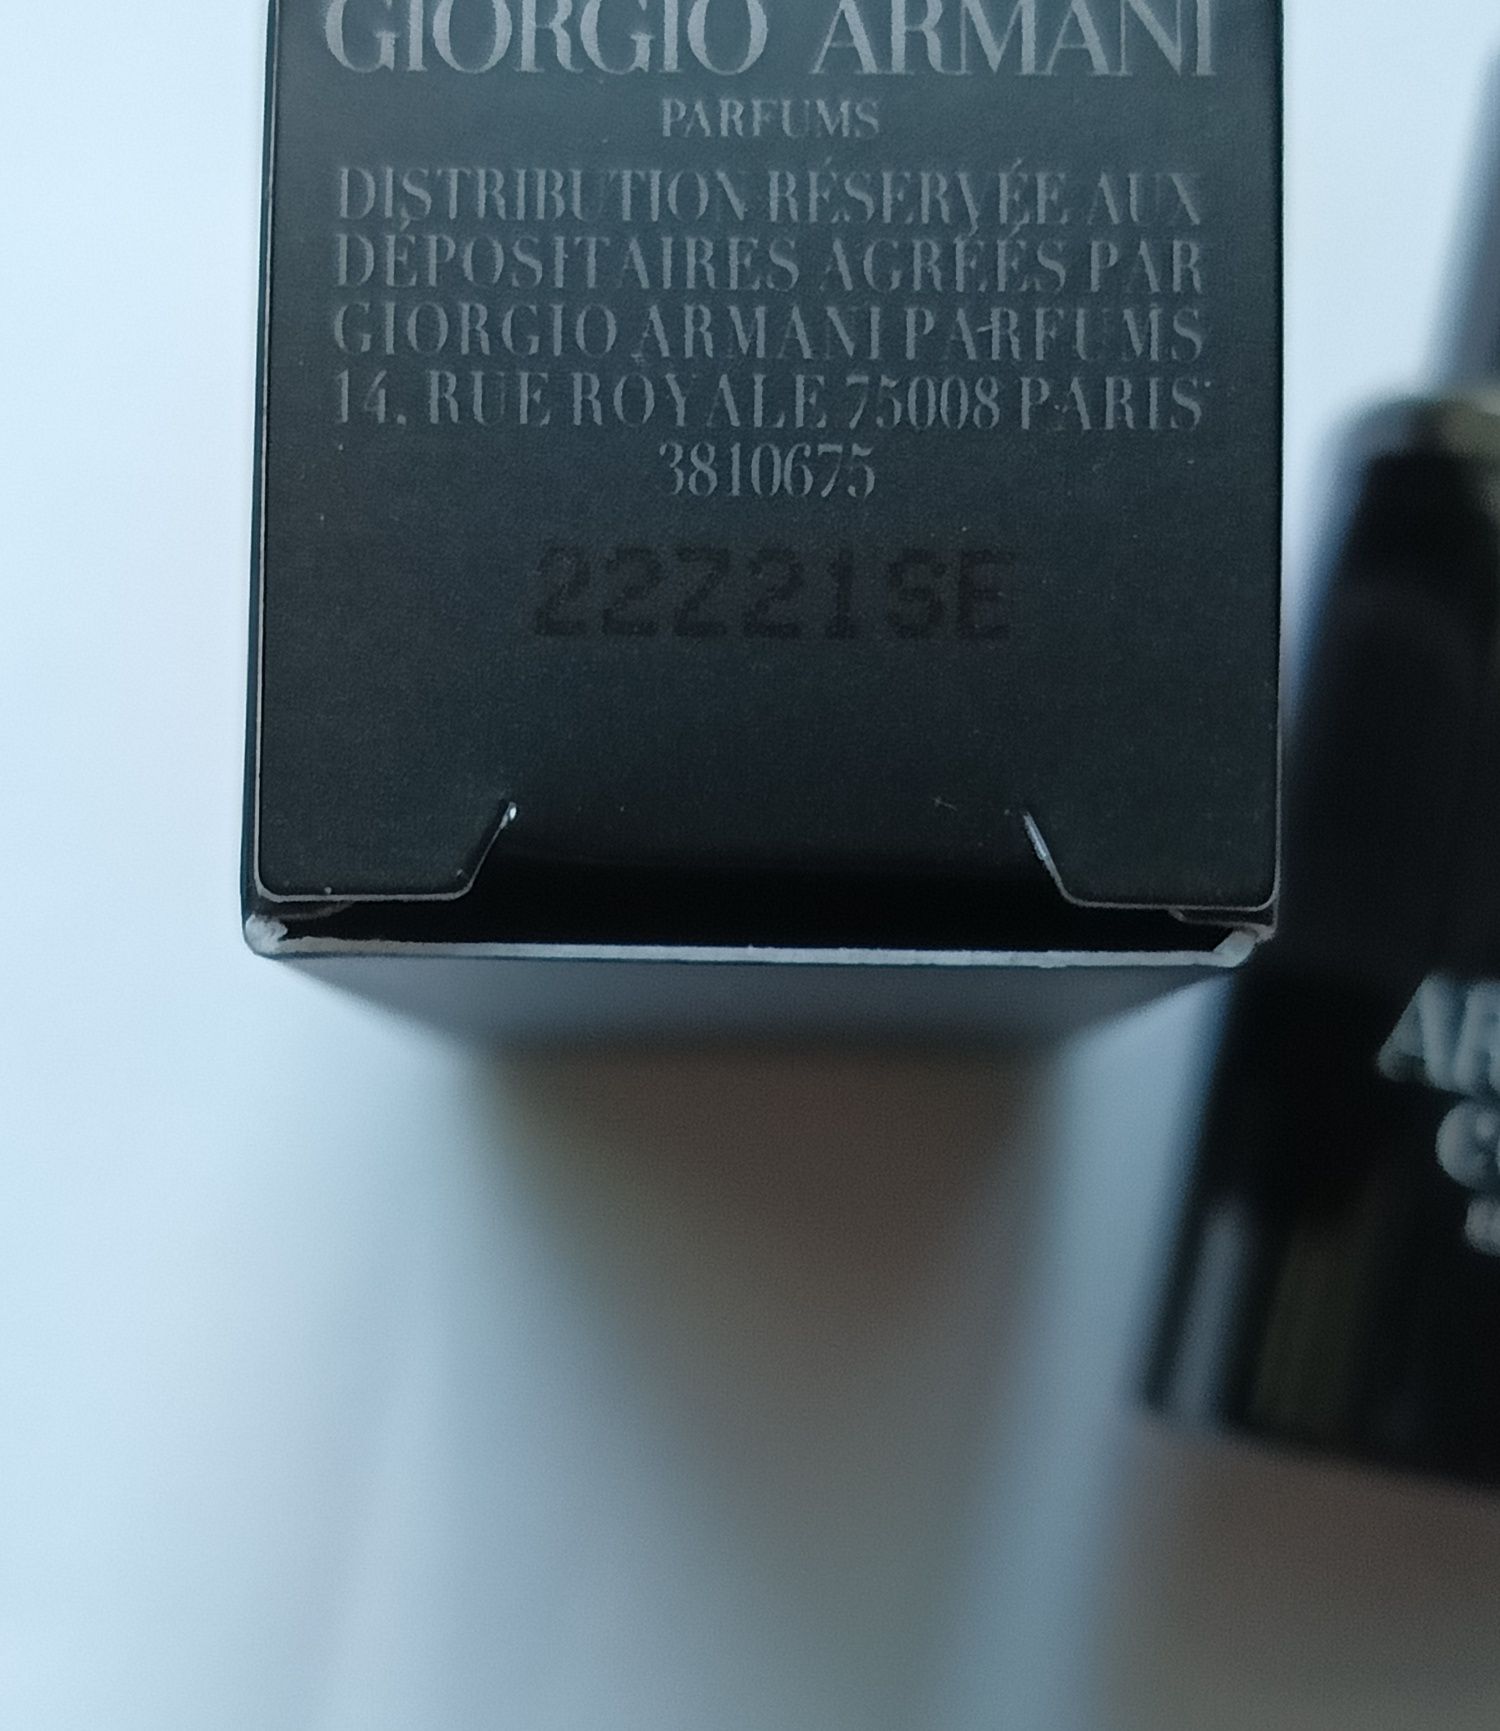 GIORGIO ARMANI
PARFUMS
DISTRIBUTION RÉSERVÉE AUX
DÉPOSITAIRES AGRÉÉS PAR
GIORGIO ARMANI PARFUMS
14, RUE ROYALE 75008 PARIS
3810675
22Z21SE